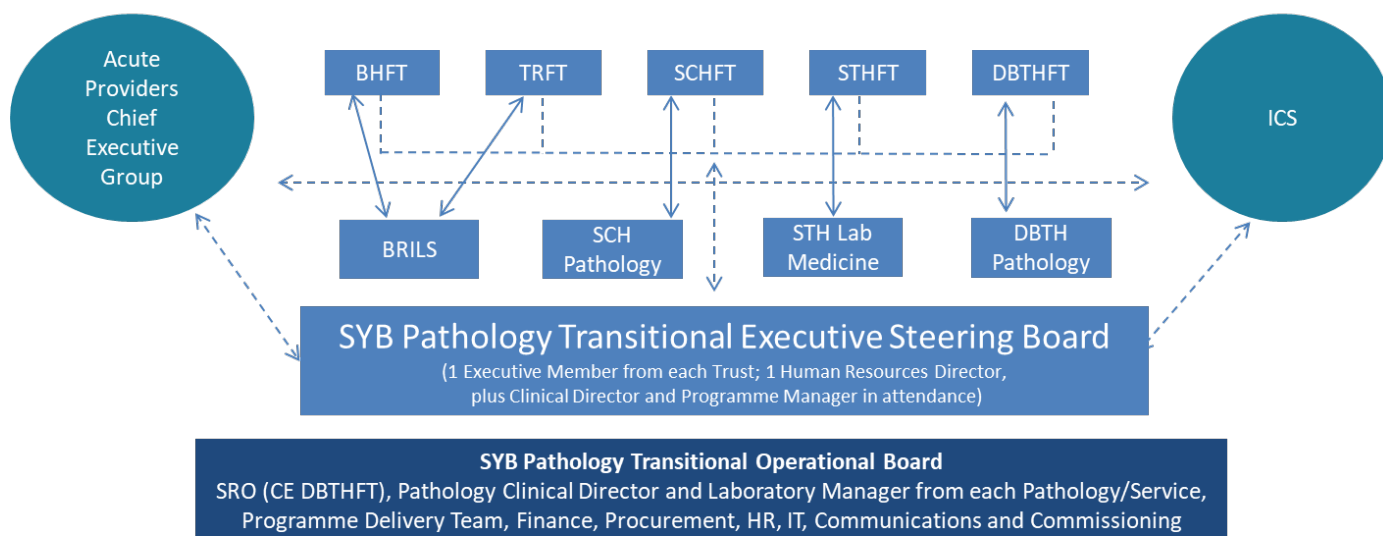 Acute
Providers
Chief
Executive
Group
BHFT
TRFT
SCHFT
STHFT
DBTHFT
ICS
BRILS
SCH
Pathology
STH Lab
Medicine
DBTH
Pathology
SYB Pathology Transitional Executive Steering Board
(1 Executive Member from each Trust; 1 Human Resources Director,
plus Clinical Director and Programme Manager in attendance)
SYB Pathology Transitional Operational Board
SRO (CE DBTHFT), Pathology Clinical Director and Laboratory Manager from each Pathology/Service,
Programme Delivery Team, Finance, Procurement, HR, IT, Communications and Commissioning